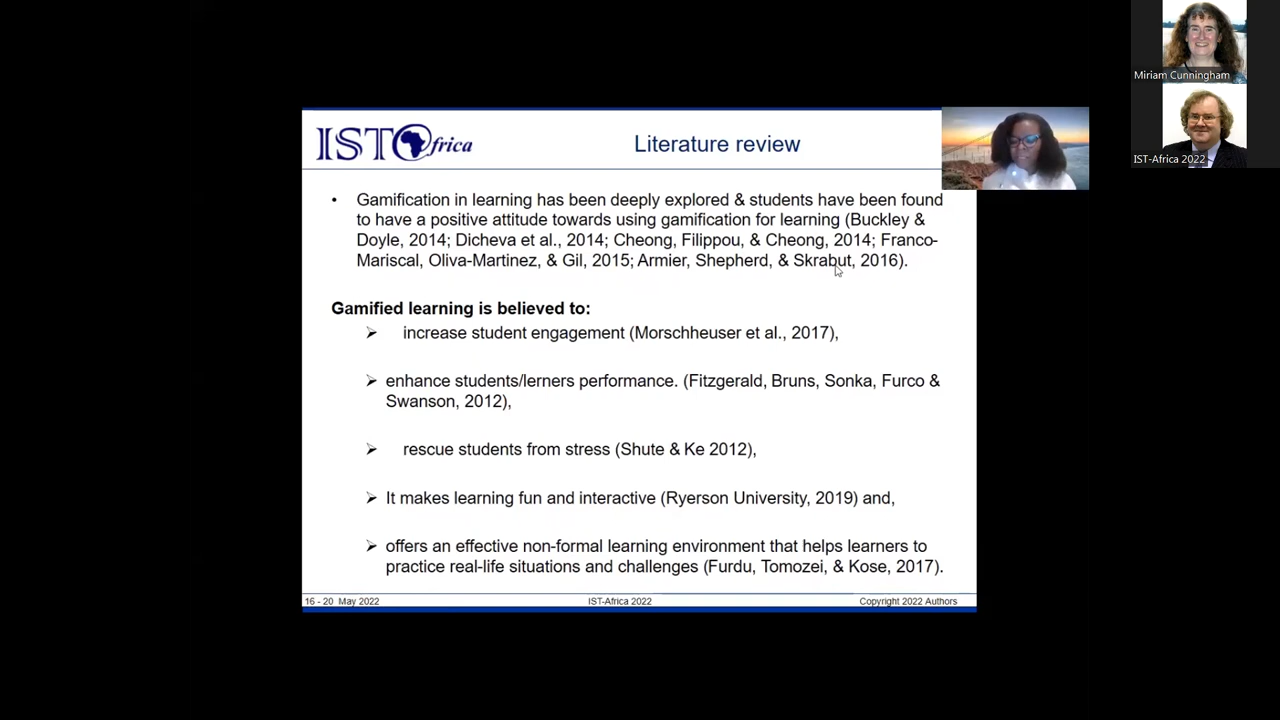 Miriam Cunningham
IST-Africa 2022
IST Africa
Literature review
• Gamification in learning has been deeply explored & students have been found
to have a positive attitude towards using gamification for learning (Buckley &
Doyle, 2014; Dicheva et al., 2014; Cheong, Filippou, & Cheong, 2014; Franco-
Mariscal, Oliva-Martinez, & Gil, 2015; Armier, Shepherd, & Skrabut, 2016).
Gamified learning is believed to:
➢ increase student engagement (Morschheuser et al., 2017),
➢ enhance students/lerners performance. (Fitzgerald, Bruns, Sonka, Furco &
Swanson, 2012),
➢ rescue students from stress (Shute & Ke 2012),
➢ It makes learning fun and interactive (Ryerson University, 2019) and,
➢ offers an effective non-formal learning environment that helps learners to
practice real-life situations and challenges (Furdu, Tomozei, & Kose, 2017).
16 - 20 May 2022
IST-Africa 2022
Copyright 2022 Authors